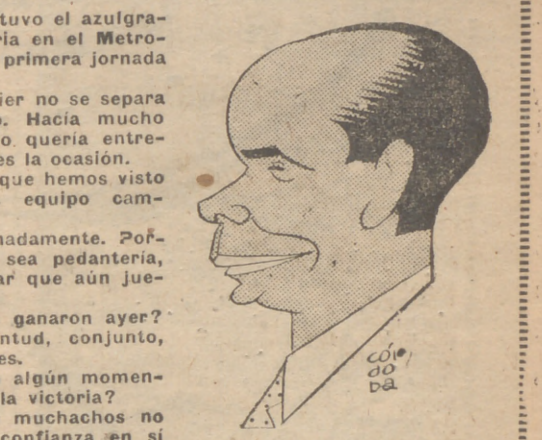 tuvo el azulgra-
ria en el Metro-
primera jornada
ier no se separa
o. Hacía mucho
o quería entre-
es la ocasión.
que hemos visto
equipo cam-
nadamente. Por-
sea pedantería,
ar que aún jue-
ganaron ayer?
ntud, conjunto,
es.
algún momen-
la victoria?
muchachos no
confianza en sí
cór
do
ba